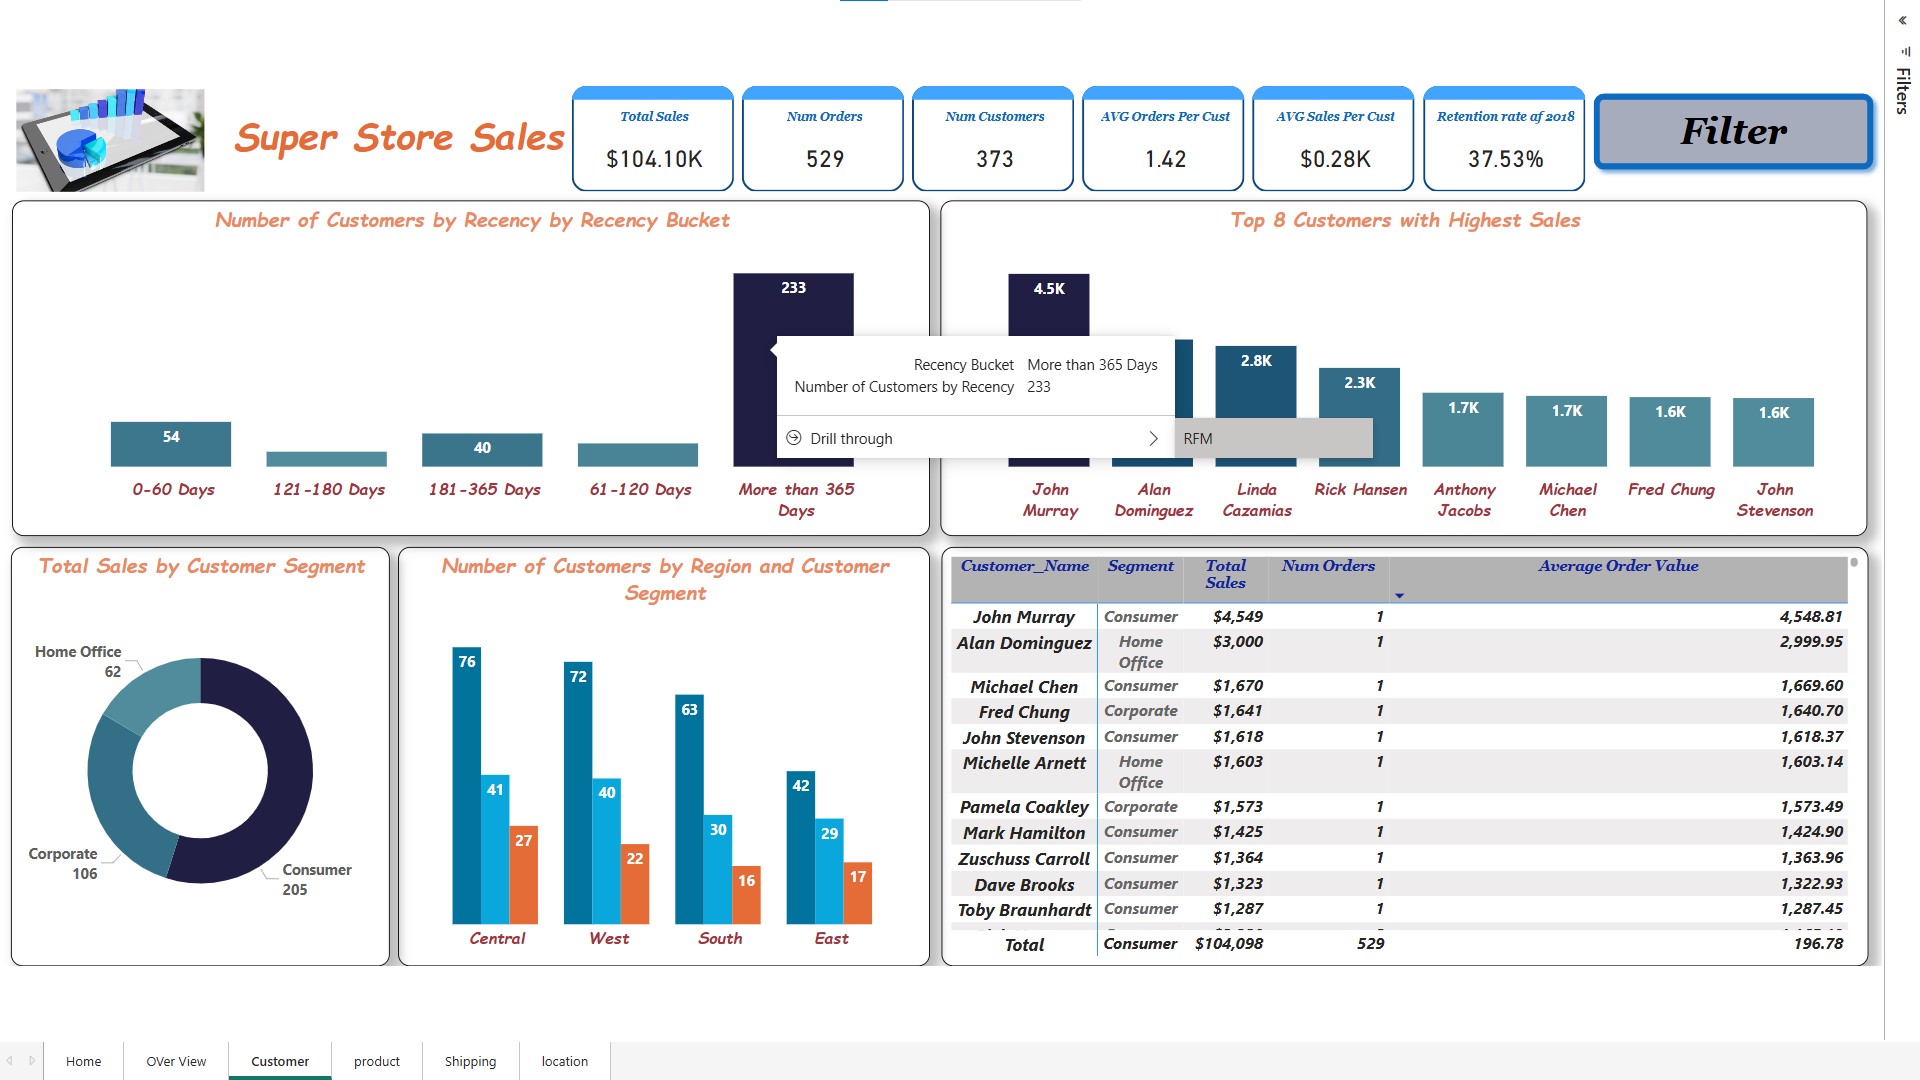 «
Filters
Super Store Sales
Total Sales
$104.10K
Num Orders
529
Num Customers
373
AVG Orders Per Cust
1.42
AVG Sales Per Cust
$0.28K
Retention rate af 2018
37.53%
Filter
Number of Customers by Recency by Recency Bucket
233
54
40
0-60 Days
121-180 Days
181-365 Days
61-120 Days
More than 365
Days
Recency Bucket More than 365 Days
Number of Customers by Recency 233
Drill through
RFM
Top 8 Customers with Highest Sales
4.5K
2.8K
2.3K
1.7K
1.7K
1.6K
1.6K
John
Murray
Alan
Dominguez
Linda
Cazamias
Rick Hansen
Anthony
Jacobs
Michael
Chen
Fred Chung
John
Stevenson
Total Sales by Customer Segment
Home Office
62
Corporate
106
Consumer
205
Number of Customers by Region and Customer
Segment
76
41
27
72
40
22
63
30
16
42
29
17
Central
West
South
East
Customer_Name Segment Total Sales Num Orders Average Order Value
John Murray Consumer $4,549 1 4,548.81
Alan Dominguez Home Office $3,000 1 2,999.95
Michael Chen Consumer $1,670 1 1,669.60
Fred Chung Corporate $1,641 1 1,640.70
John Stevenson Consumer $1,618 1 1,618.37
Michelle Arnett Home Office $1,603 1 1,603.14
Pamela Coakley Corporate $1,573 1 1,573.49
Mark Hamilton Consumer $1,425 1 1,424.90
Zuschuss Carroll Consumer $1,364 1 1,363.96
Dave Brooks Consumer $1,323 1 1,322.93
Toby Braunhardt Consumer $1,287 1 1,287.45
Total Consumer $104,098 529 196.78
Home
OVer View
Customer
product
Shipping
location